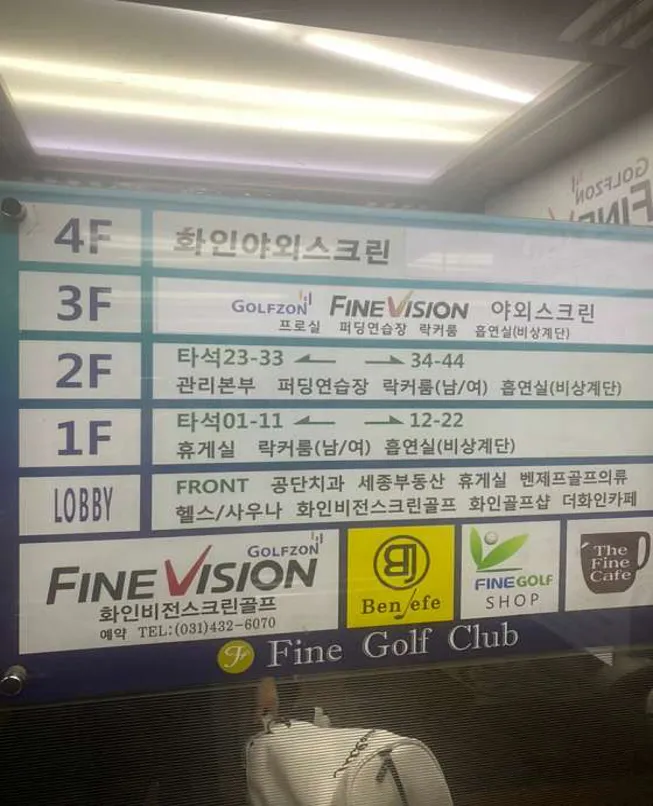 4F 화인야외스크린
3F GOLFZON FINEVISION 야외스크린
프로실 퍼딩연습장 락커룸 흡연실(비상계단)
2F 타석23-33 ← → 34-44
관리본부 퍼딩연습장 락커룸(남/여) 흡연실(비상계단)
1F 타석01-11 ← → 12-22
휴게실 락커룸(남/여) 흡연실(비상계단)
LOBBY FRONT 공단치과 세종부동산 휴게실 벤제프골프의류
헬스/사우나 화인비전스크린골프 화인골프샵 더화인카페
GOLFZON
FINEVISION
화인비전스크린골프
예약 TEL:(031)432-6070
BJ
Benjefe
FINEGOLF
SHOP
The
Fine
Cafe
Fine Golf Club
GOLFZON